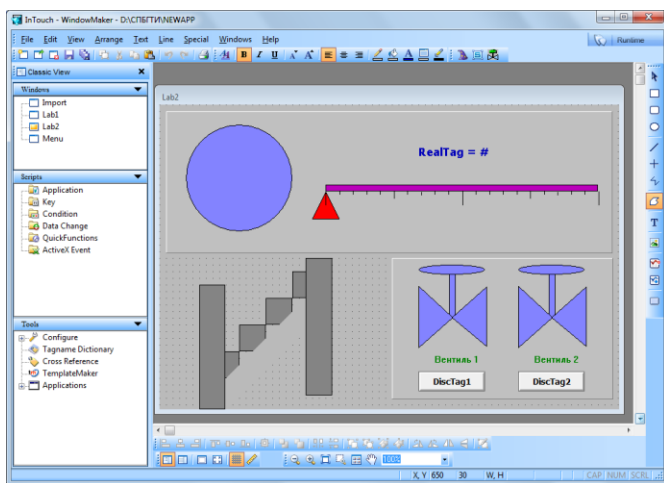 InTouch - WindowMaker - D:\СПБГТИ\NEWAPP
File Edit View Arrange Text Line Special Windows Help
Runtime
Classic View
Windows
Import
Lab1
Lab2
Menu
Scripts
Application
Key
Condition
Data Change
QuickFunctions
ActiveX Event
Tools
Configure
Tagname Dictionary
Cross Reference
TemplateMaker
Applications
Lab2
RealTag = #
Вентиль 1 Вентиль 2
DiscTag1 DiscTag2
100%
X, Y 650 30 W, H CAP NUM SCRL